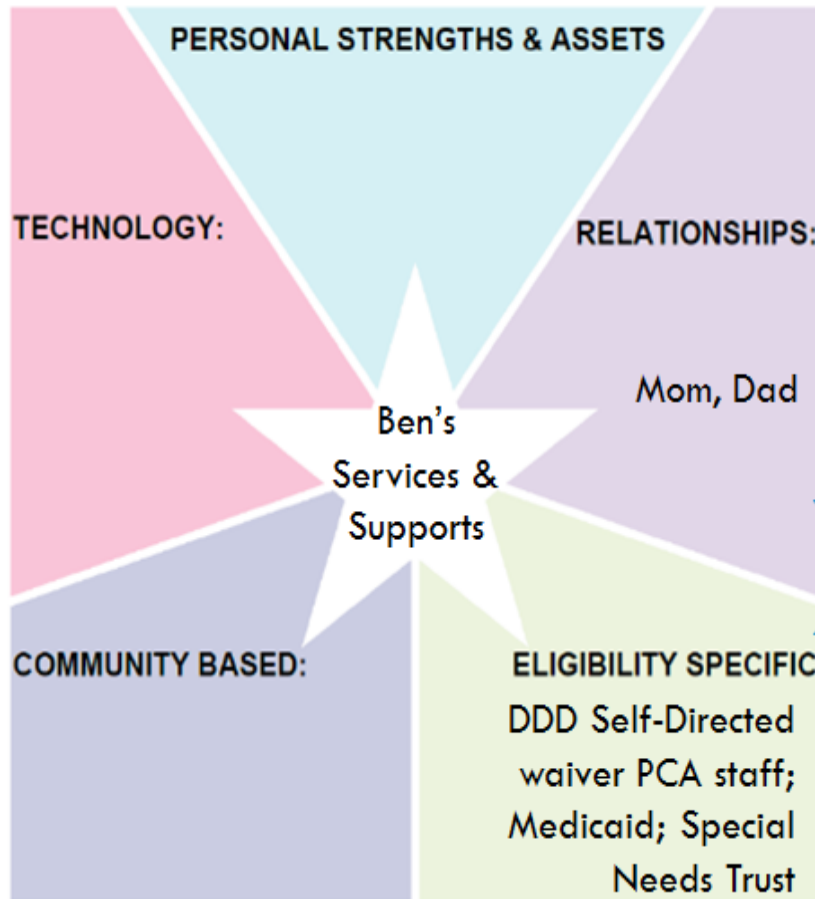 PERSONAL STRENGTHS & ASSETS
TECHNOLOGY:
RELATIONSHIPS:
Mom, Dad
Ben's
Services &
Supports
COMMUNITY BASED:
ELIGIBILITY SPECIFIC
DDD Self-Directed
waiver PCA staff;
Medicaid; Special
Needs Trust